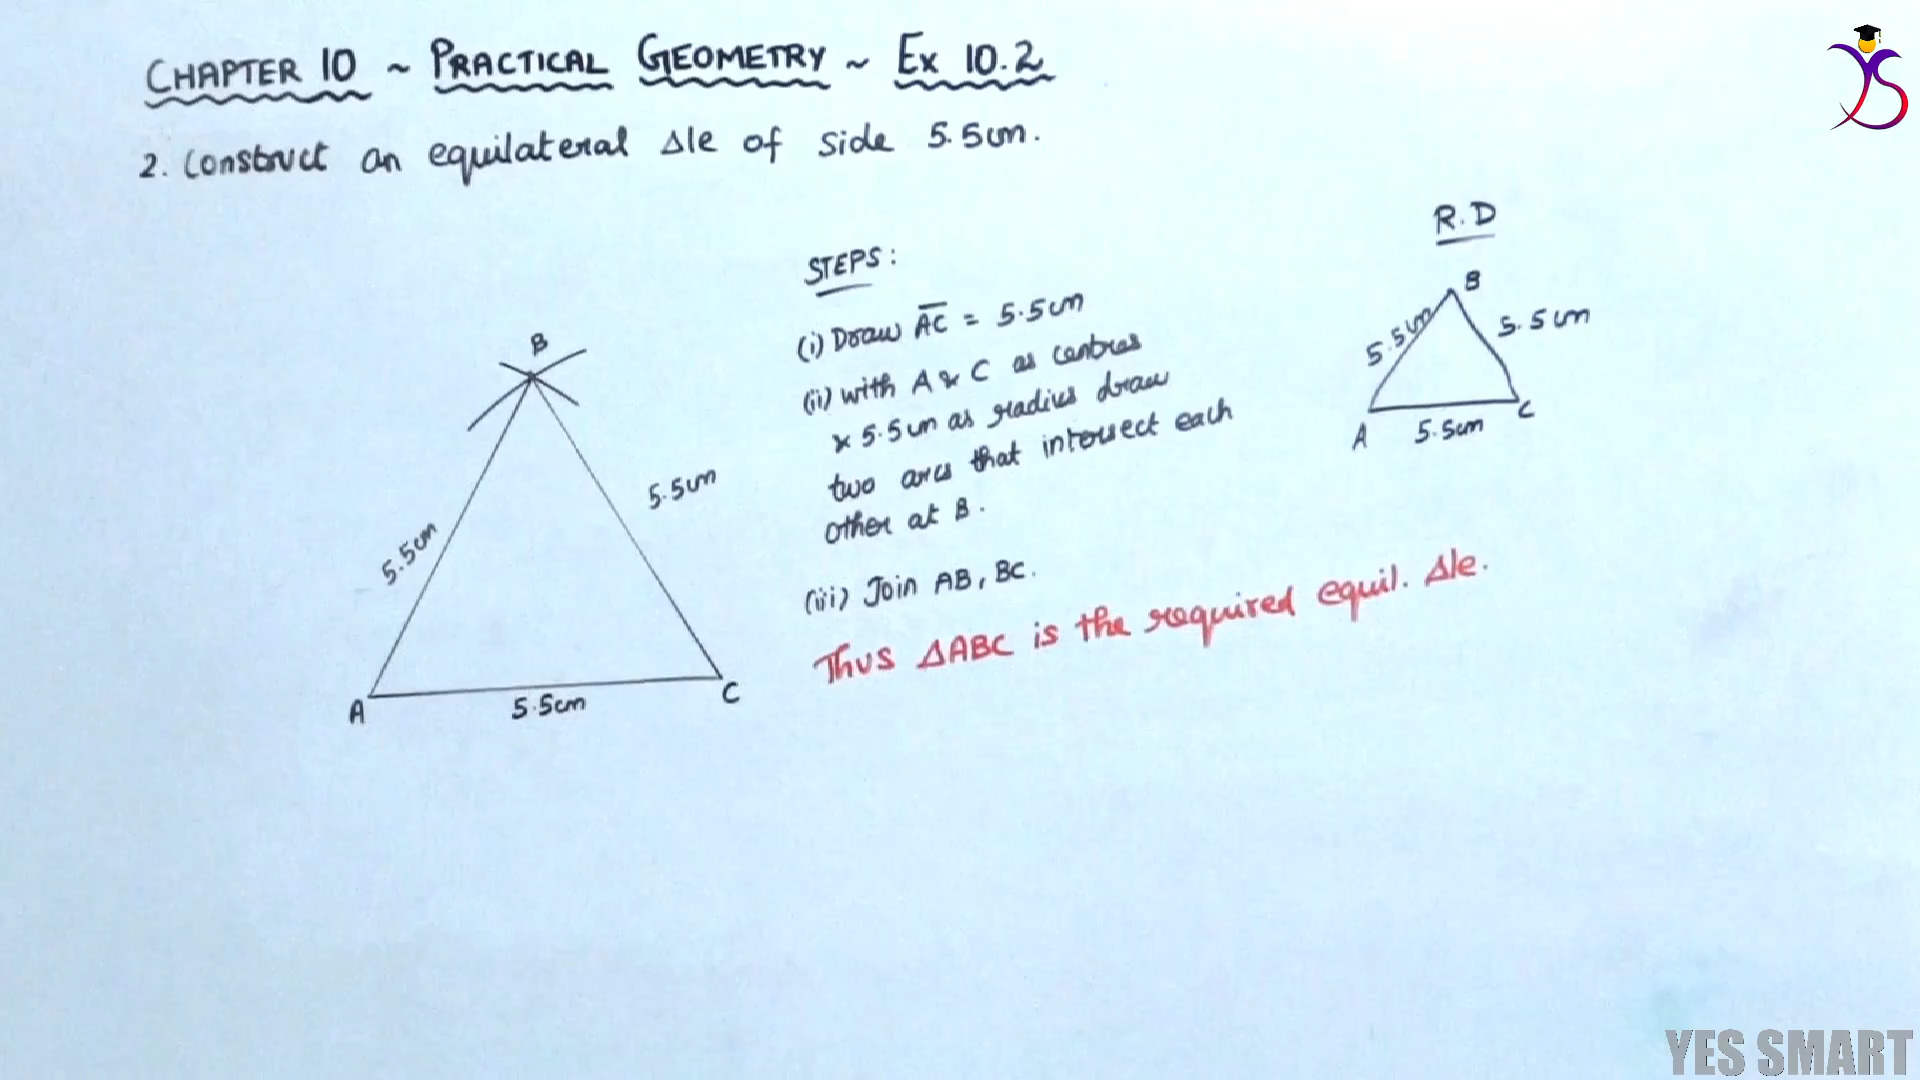 CHAPTER 10 ~ PRACTICAL GEOMETRY ~ Ex 10.2
2. Construct an equilateral Δle of side 5.5cm.
R.D
B
5.5cm
5.5cm
A
5.5cm
C
STEPS:
(i) Draw A̅C̅ = 5.5cm
(ii) with A & C as centres
& 5.5cm as radius draw
two arcs that intersect each
other at B.
(iii) Join AB, BC.
Thus ΔABC is the required equil. Δle.
B
5.5cm
5.5cm
A
5.5cm
C
YS
YES SMART